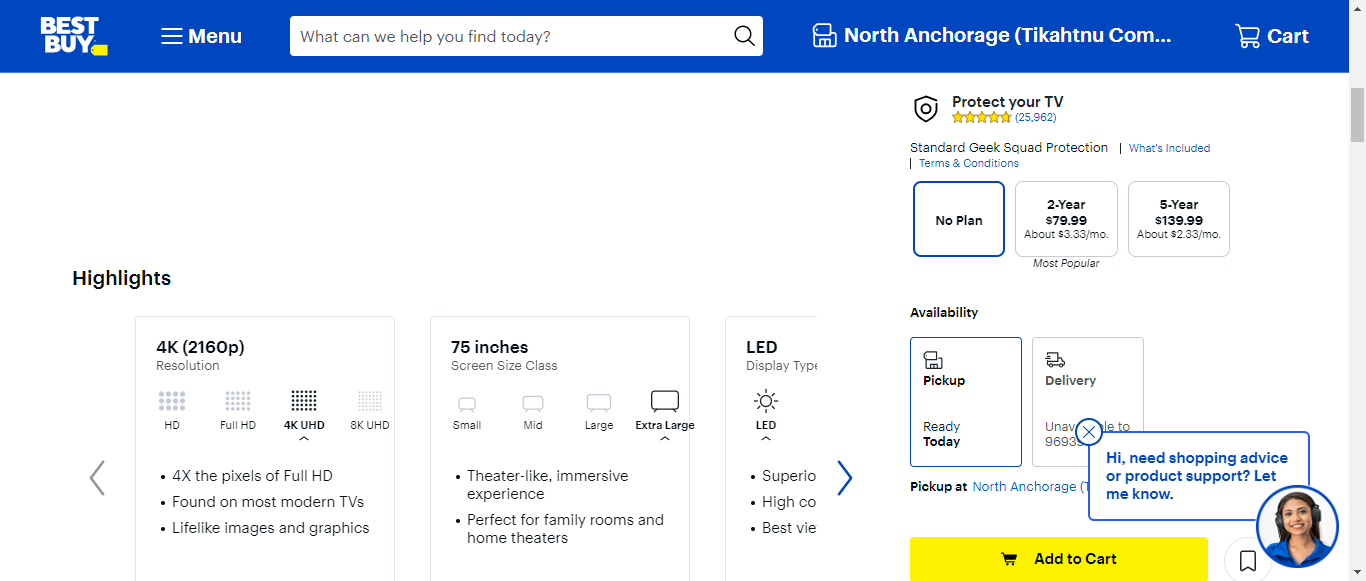 BEST
BUY
Menu
What can we help you find today?
North Anchorage (Tikahtnu Com...
Cart
Protect your TV
(25,962)
Standard Geek Squad Protection | What's Included
| Terms & Conditions
No Plan
2-Year
$79.99
About $3.33/mo.
Most Popular
5-Year
$139.99
About $2.33/mo.
Highlights
4K (2160p)
Resolution
HD
Full HD
4K UHD
8K UHD
• 4X the pixels of Full HD
• Found on most modern TVs
• Lifelike images and graphics
75 inches
Screen Size Class
Small
Mid
Large
Extra Large
• Theater-like, immersive
experience
• Perfect for family rooms and
home theaters
LED
Display Type
LED
• Superio
• High co
• Best vie
Availability
Pickup
Ready
Today
Delivery
to
Pickup at North Anchorage (T
Hi, need shopping advice
or product support? Let
me know.
Add to Cart